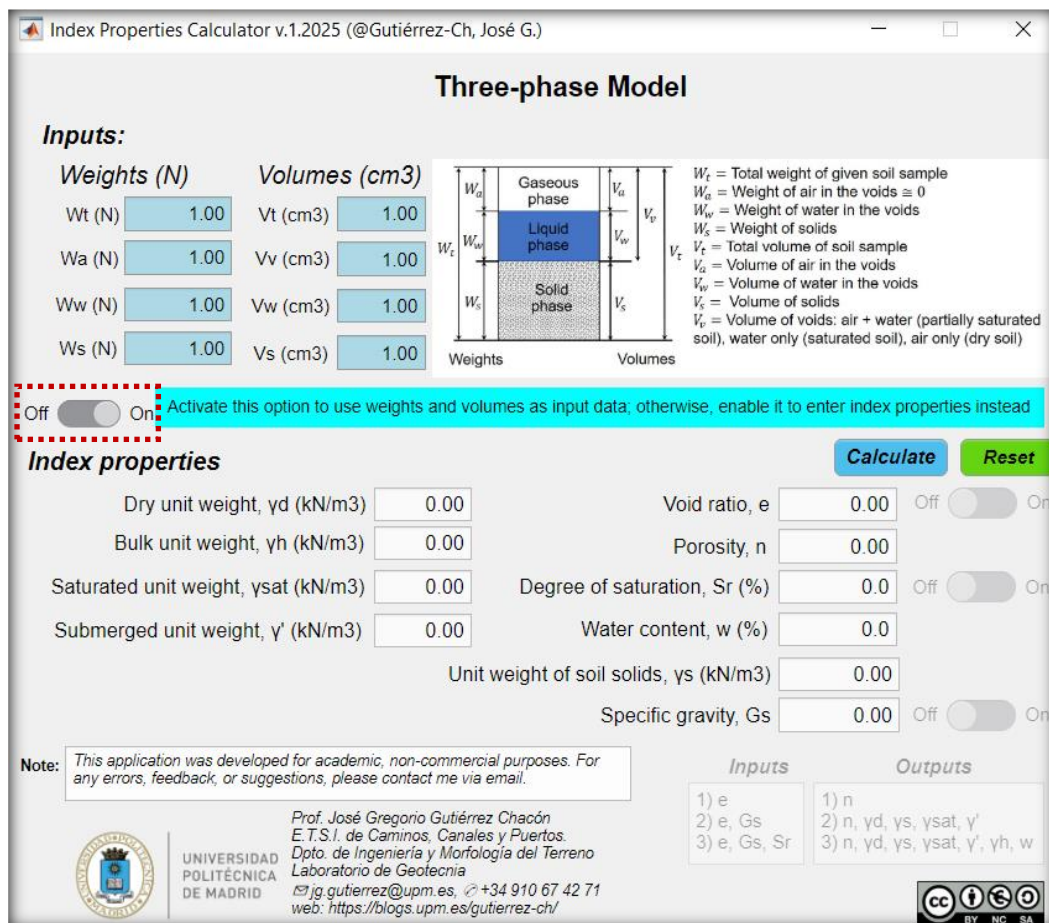 Index Properties Calculator v.1.2025 (@Gutiérrez-Ch, José G.)
Three-phase Model
Inputs:
Weights (N)
Volumes (cm3)
Wt (N) 1.00
Vt (cm3) 1.00
Wa (N) 1.00
Vv (cm3) 1.00
Ww (N) 1.00
Vw (cm3) 1.00
Ws (N) 1.00
Vs (cm3) 1.00
Wt
Wa
Ww
Ws
Gaseous
phase
Liquid
phase
Solid
phase
Va
Vw
Vs
Vv
Vt
Weights
Volumes
Wt = Total weight of given soil sample
Wa = Weight of air in the voids ≅ 0
Ww = Weight of water in the voids
Ws = Weight of solids
Vt = Total volume of soil sample
Va = Volume of air in the voids
Vw = Volume of water in the voids
Vs = Volume of solids
Vv = Volume of voids: air + water (partially saturated
soil), water only (saturated soil), air only (dry soil)
Off On
Activate this option to use weights and volumes as input data; otherwise, enable it to enter index properties instead
Index properties
Calculate
Reset
Dry unit weight, γd (kN/m3) 0.00
Bulk unit weight, γh (kN/m3) 0.00
Saturated unit weight, γsat (kN/m3) 0.00
Submerged unit weight, γ' (kN/m3) 0.00
Void ratio, e 0.00 Off On
Porosity, n 0.00
Degree of saturation, Sr (%) 0.0 Off On
Water content, w (%) 0.0
Unit weight of soil solids, γs (kN/m3) 0.00
Specific gravity, Gs 0.00 Off On
Note: This application was developed for academic, non-commercial purposes. For
any errors, feedback, or suggestions, please contact me via email.
Inputs
1) e
2) e, Gs
3) e, Gs, Sr
Outputs
1) n
2) n, γd, γs, γsat, γ'
3) n, γd, γs, γsat, γ', γh, w
UNIVERSIDAD
POLITÉCNICA
DE MADRID
Prof. José Gregorio Gutiérrez Chacón
E.T.S.I. de Caminos, Canales y Puertos.
Dpto. de Ingeniería y Morfología del Terreno
Laboratorio de Geotecnia
✉ jg.gutierrez@upm.es, ✆ +34 910 67 42 71
web: https://blogs.upm.es/gutierrez-ch/
cc
BY NC SA